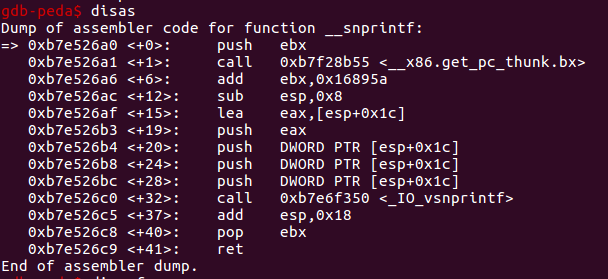 gdb-peda$ disas
Dump of assembler code for function __snprintf:
=> 0xb7e526a0 <+0>: push ebx
0xb7e526a1 <+1>: call 0xb7f28b55 <__x86.get_pc_thunk.bx>
0xb7e526a6 <+6>: add ebx,0x16895a
0xb7e526ac <+12>: sub esp,0x8
0xb7e526af <+15>: lea eax,[esp+0x1c]
0xb7e526b3 <+19>: push eax
0xb7e526b4 <+20>: push DWORD PTR [esp+0x1c]
0xb7e526b8 <+24>: push DWORD PTR [esp+0x1c]
0xb7e526bc <+28>: push DWORD PTR [esp+0x1c]
0xb7e526c0 <+32>: call 0xb7e6f350 <_IO_vsnprintf>
0xb7e526c5 <+37>: add esp,0x18
0xb7e526c8 <+40>: pop ebx
0xb7e526c9 <+41>: ret
End of assembler dump.